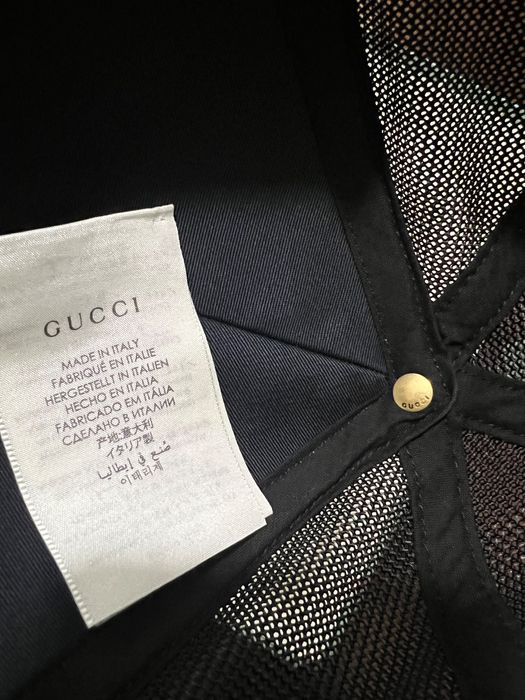 GUCCI
MADE IN ITALY
FABRIQUÉ EN ITALIE
HERGESTELLT IN ITALIEN
HECHO EN ITALIA
FABRICADO EM ITÁLIA
СДЕЛАНО В ИТАЛИИ
产地:意大利
イタリア製
صنع في إيطاليا
이태리제
GUCCI